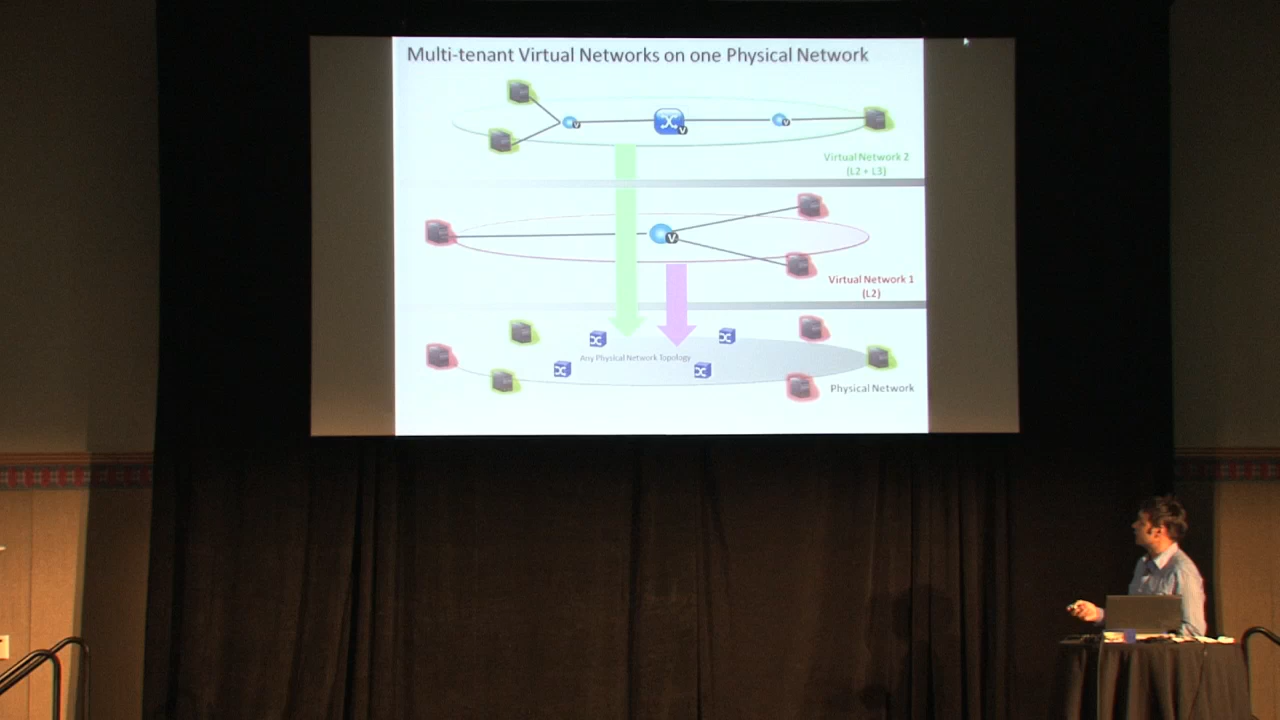 Multi-tenant Virtual Networks on one Physical Network
V
V
V
Virtual Network 2
(L2 + L3)
V
Virtual Network 1
(L2)
Any Physical Network Topology
Physical Network